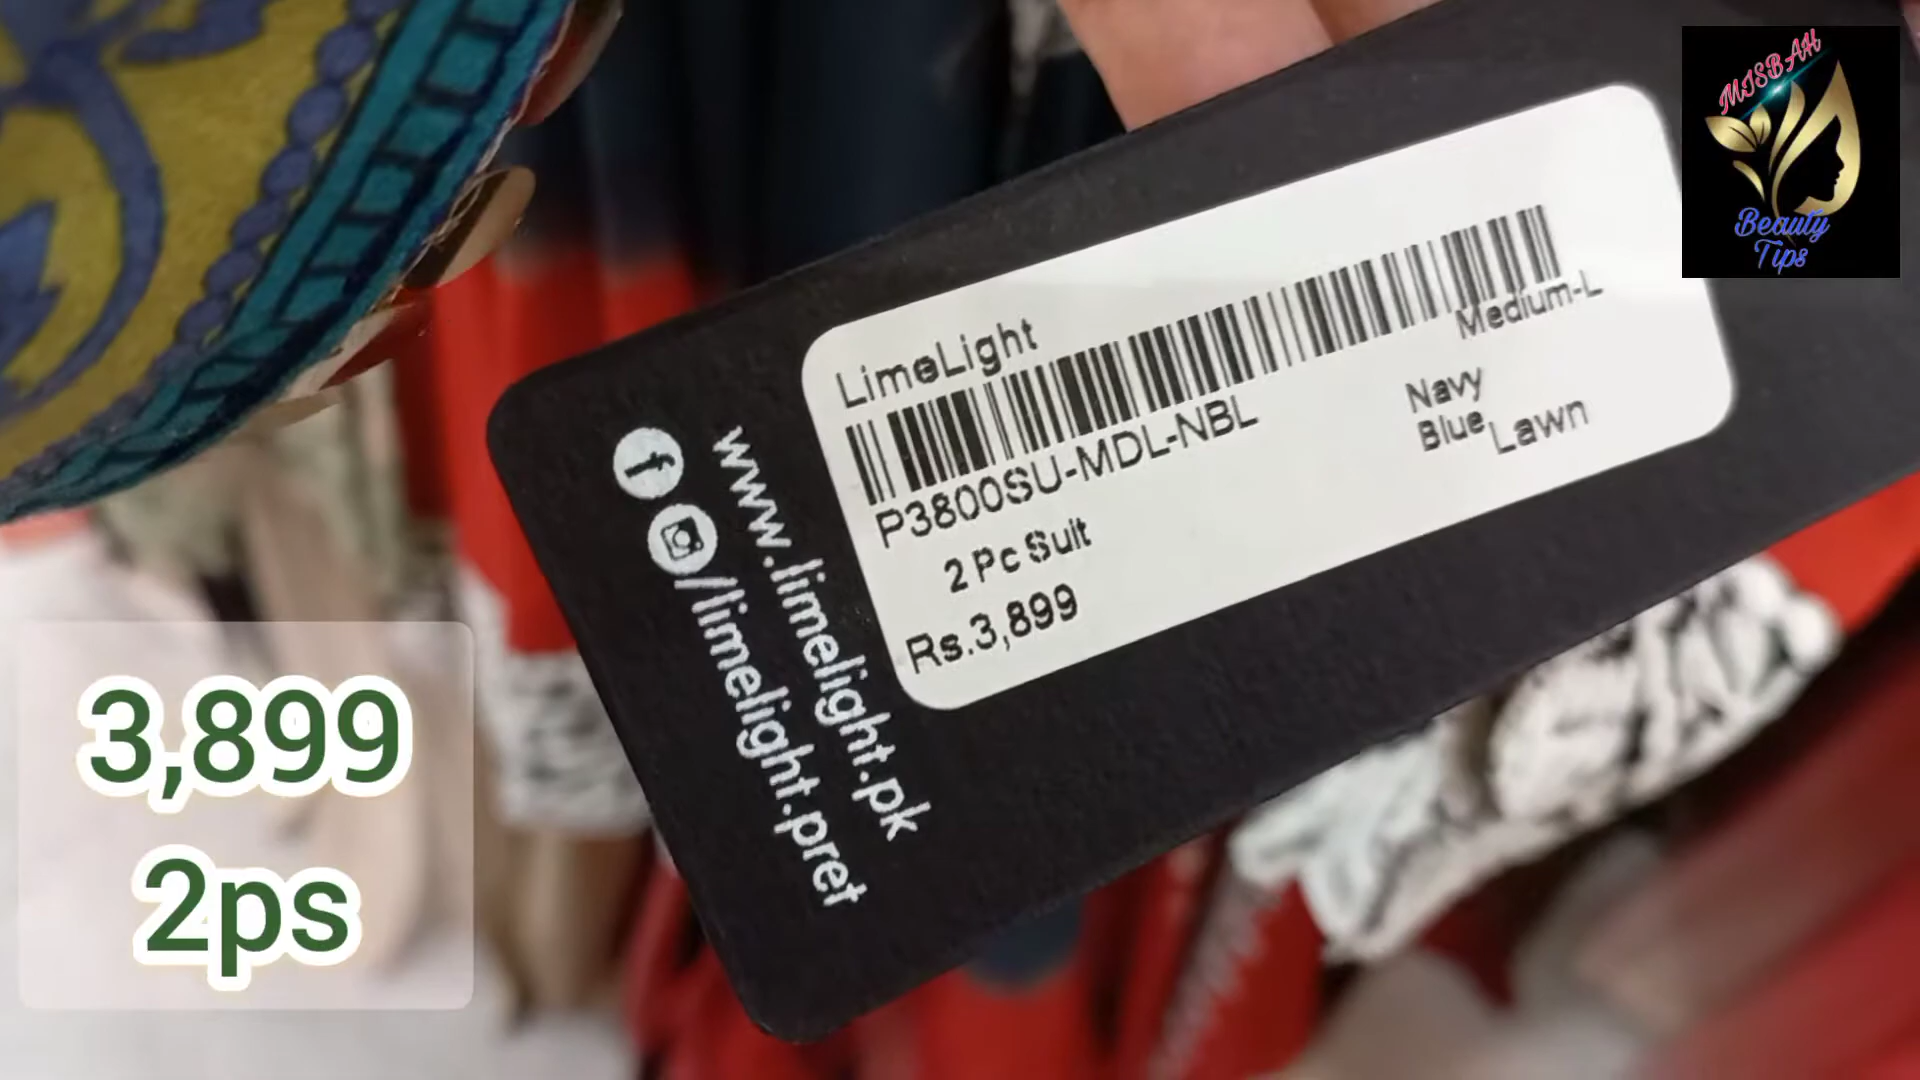 MISBAH
Beauty
Tips
LimeLight
Medium-L
P3800SU-MDL-NBL
Navy
Blue
Lawn
2 Pc Suit
Rs.3,899
www.limelight.pk
/limelight.pret
3,899
2ps